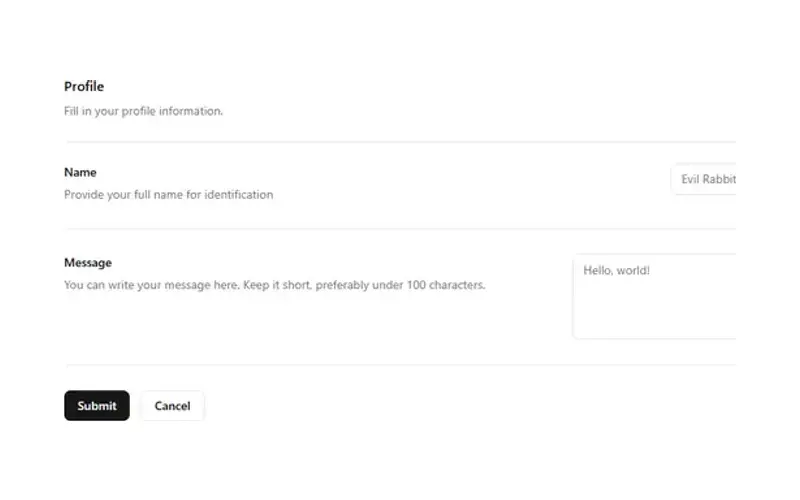 Profile
Fill in your profile information.
Name
Provide your full name for identification
Evil Rabbit
Message
You can write your message here. Keep it short, preferably under 100 characters.
Hello, world!
Submit
Cancel